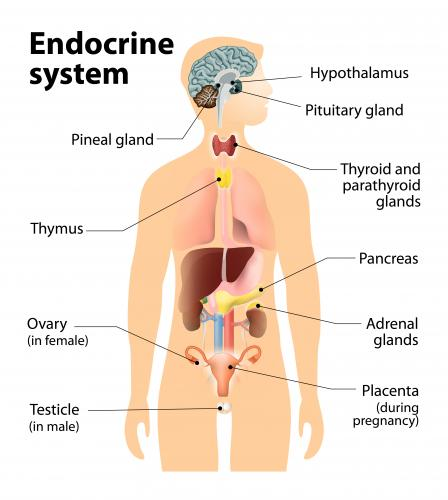 Endocrine
system
Hypothalamus
Pituitary gland
Pineal gland
Thyroid and
parathyroid
glands
Thymus
Pancreas
Ovary
(in female)
Adrenal
glands
Placenta
(during
pregnancy)
Testicle
(in male)